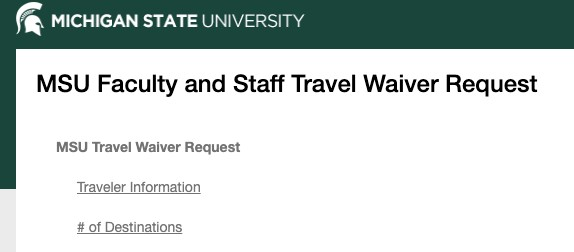 MICHIGAN STATE UNIVERSITY
MSU Faculty and Staff Travel Waiver Request
MSU Travel Waiver Request
Traveler Information
# of Destinations